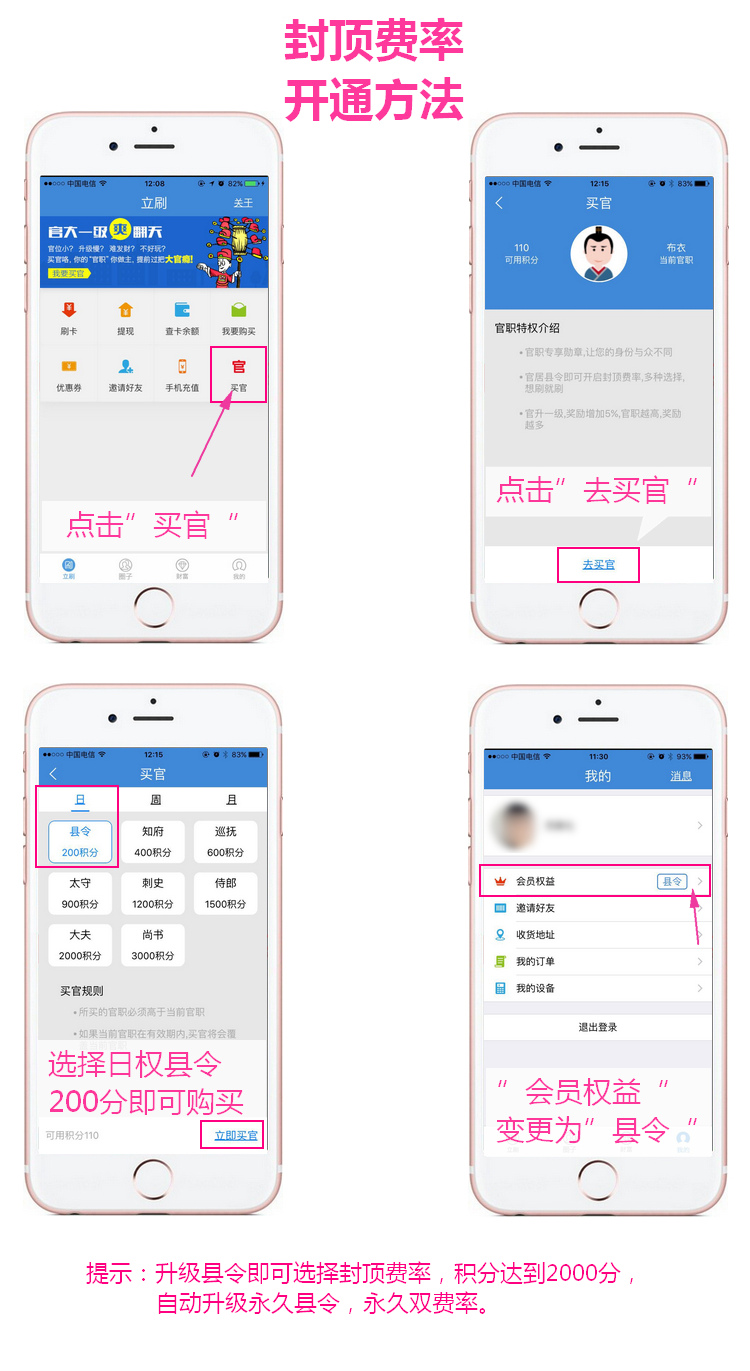 封顶费率
开通方法
中国电信 12:08 82%
立刷 关于
官大一级爽翻天
官位小? 升级慢? 难发财? 不好玩?
买官咯, 你的"官职"你做主, 提前过把大官瘾!
我要买官
刷卡 提现 查卡余额 我要购买
官
优惠券 邀请好友 手机充值 买官
点击”买官“
立刷 圈子 财富 我的
中国电信 12:15 83%
买官
110 布衣
可用积分 当前官职
官职特权介绍
•官职专享勋章,让您的身份与众不同
•官居县令即可开启封顶费率,多种选择,
想刷就刷
•官升一级,奖励增加5%,官职越高,奖励
越多
点击”去买官“
去买官
中国电信 12:15 83%
买官
日 周 月
县令 知府 巡抚
200积分 400积分 600积分
太守 刺史 侍郎
900积分 1200积分 1500积分
大夫 尚书
2000积分 3000积分
买官规则
•所买的官职必须高于当前官职
•如果当前官职在有效期内,买官将会覆
选择日权县令
200分即可购买
可用积分110 立即买官
中国电信 11:30 93%
我的 消息
会员权益 县令
邀请好友
收货地址
我的订单
我的设备
退出登录
”会员权益“
变更为”县令“
提示：升级县令即可选择封顶费率，积分达到2000分，
自动升级永久县令，永久双费率。